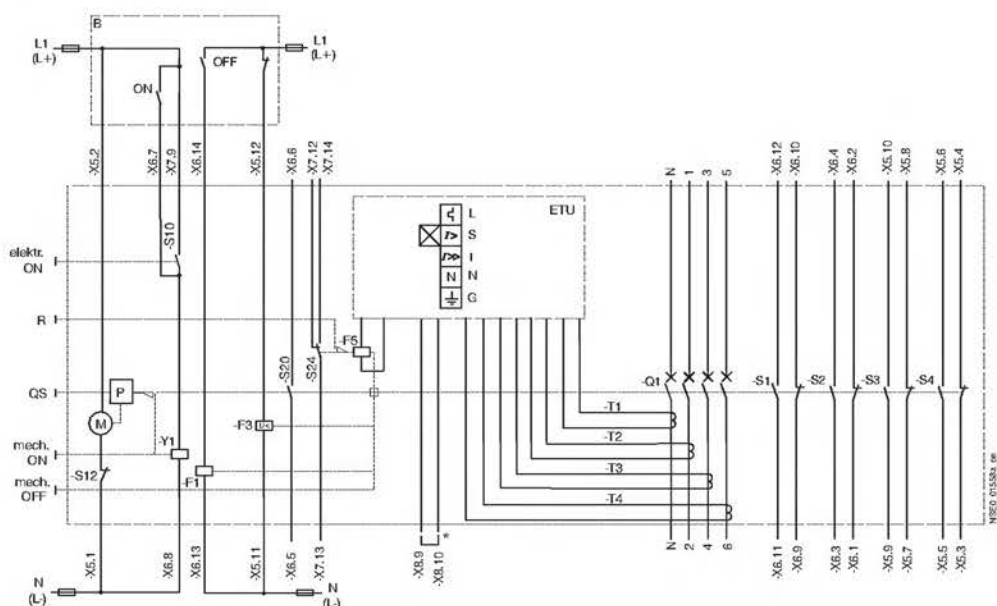 B
L1
(L+)
OFF
L1
(L+)
ON
-X5.2
-X6.7
-X7.9
-X6.14
-X5.12
-X6.6
-X7.12
-X7.14
N
1
3
5
-X6.12
-X6.10
-X6.4
-X6.2
-X5.10
-X5.8
-X5.6
-X5.4
ETU
L
S
I
N N
G
-S10
elektr.
ON
R
-F5
-S20
-S24
QS
P
M
-Q1
-S1
-S2
-S3
-S4
-T1
-T2
-T3
-T4
-F3
U<
mech.
ON
-Y1
-S12
-F1
mech.
OFF
-X5.1
-X6.8
-X6.13
-X5.11
-X6.5
-X7.13
-X8.9
-X8.10
*
N
2
4
6
-X6.11
-X6.9
-X6.3
-X6.1
-X5.9
-X5.7
-X5.5
-X5.3
N
(L-)
N
(L-)